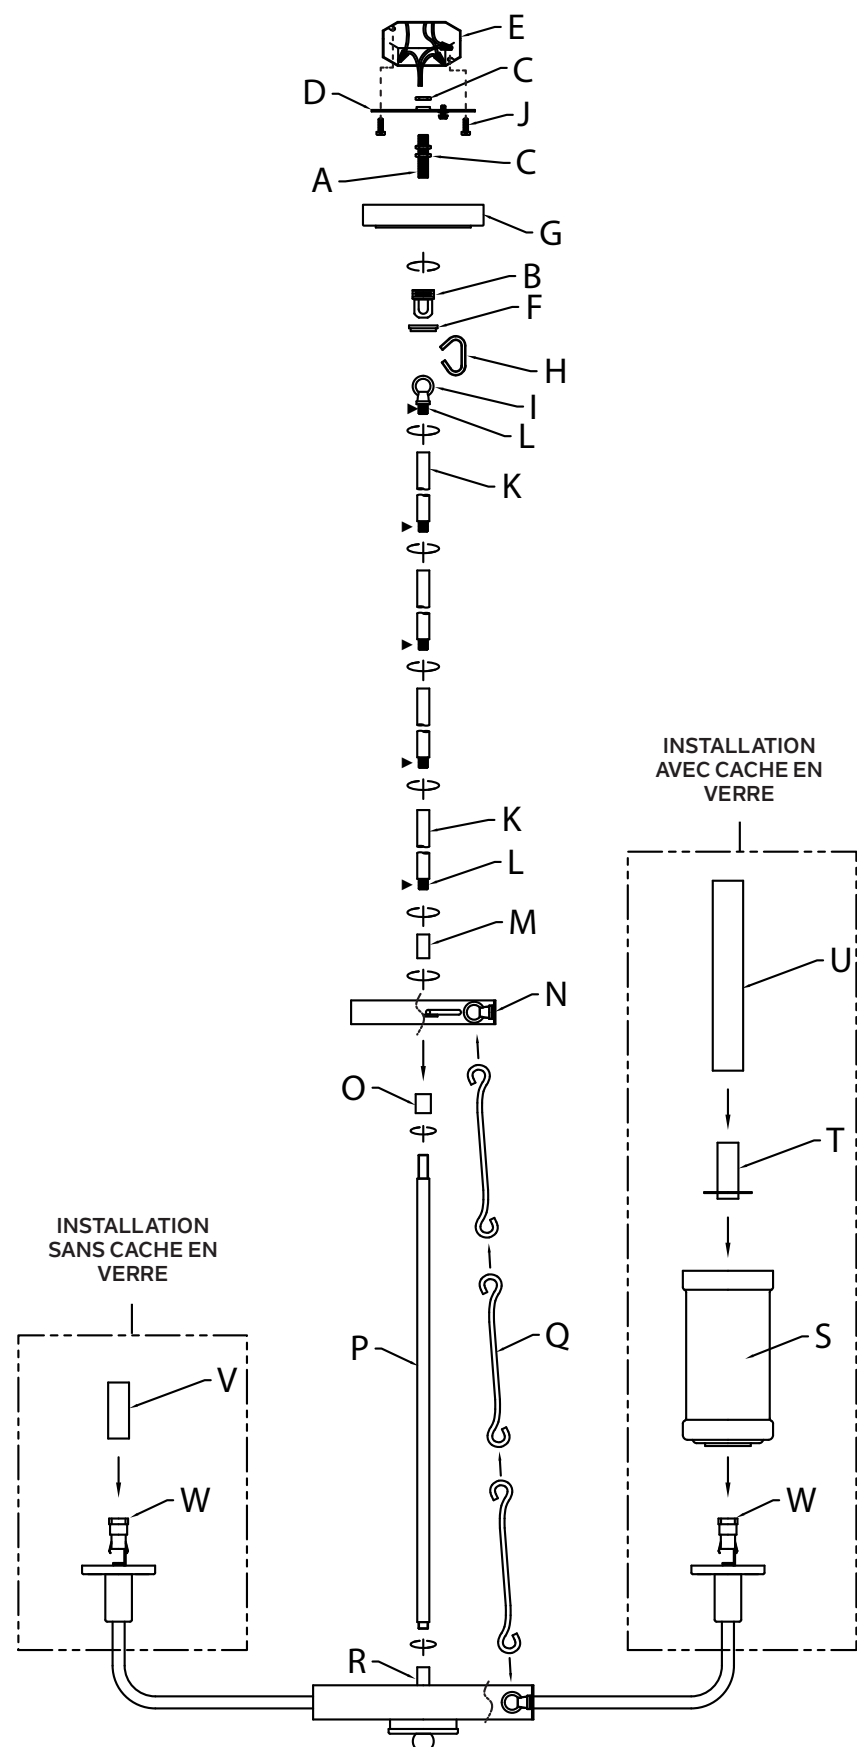 E
C
D
J
C
A
G
B
F
H
I
L
K
INSTALLATION
AVEC CACHE EN
VERRE
K
L
M
U
N
O
T
INSTALLATION
SANS CACHE EN
VERRE
P
Q
S
V
W
W
R